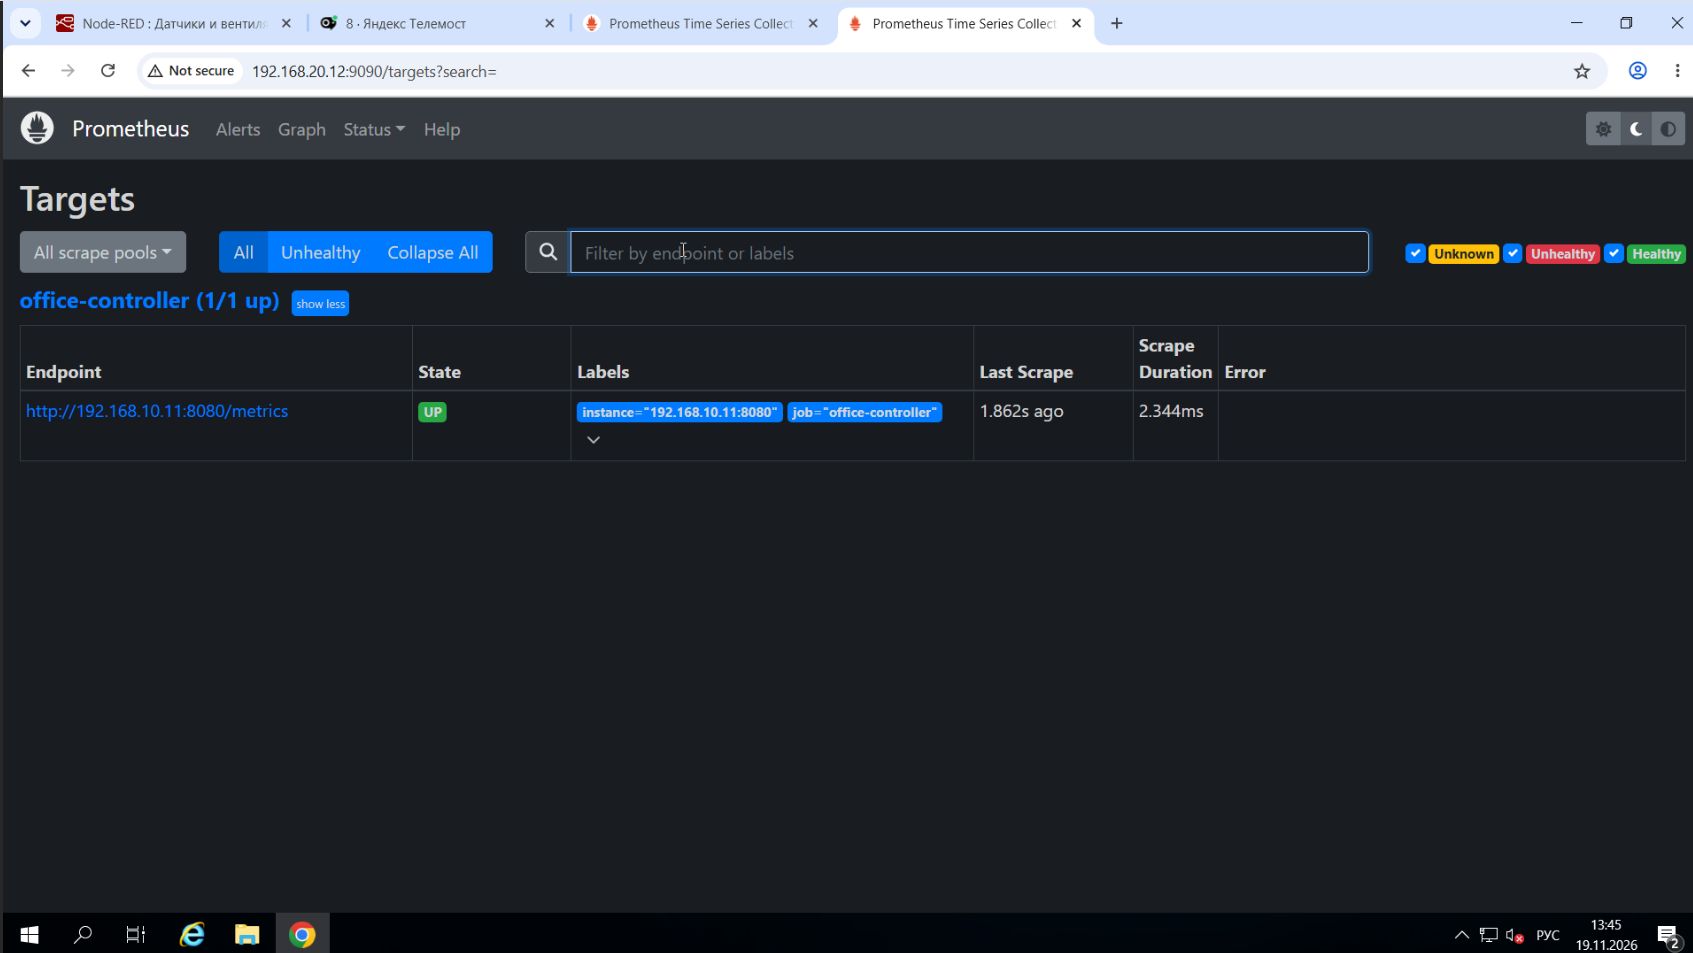 Node-RED : Датчики и вентиля
8 · Яндекс Телемост
Prometheus Time Series Collect
Prometheus Time Series Collect
Not secure
192.168.20.12:9090/targets?search=
Prometheus
Alerts
Graph
Status
Help
Targets
All scrape pools
All
Unhealthy
Collapse All
Filter by endpoint or labels
Unknown
Unhealthy
Healthy
office-controller (1/1 up)
show less
Endpoint
State
Labels
Last Scrape
Scrape
Duration
Error
http://192.168.10.11:8080/metrics
UP
instance="192.168.10.11:8080"
job="office-controller"
1.862s ago
2.344ms
РУС
13:45
19.11.2026
2